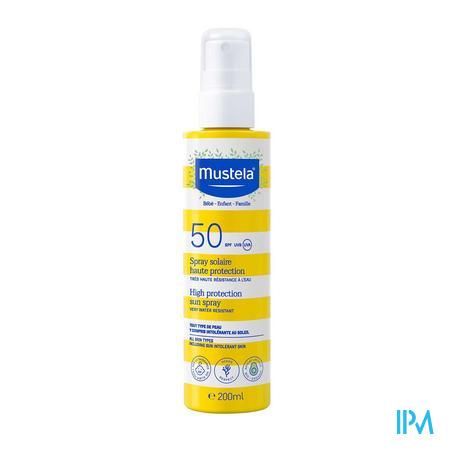 mustela
Bébé - Enfant - Famille
50
SPF UVB UVA
Spray solaire
haute protection
TRÈS HAUTE RÉSISTANCE À L'EAU
High protection
sun spray
VERY WATER RESISTANT
TOUT TYPE DE PEAU
Y COMPRIS INTOLÉRANTE AU SOLEIL
ALL SKIN TYPES
INCLUDING SUN INTOLERANT SKIN
e 200ml
IPM